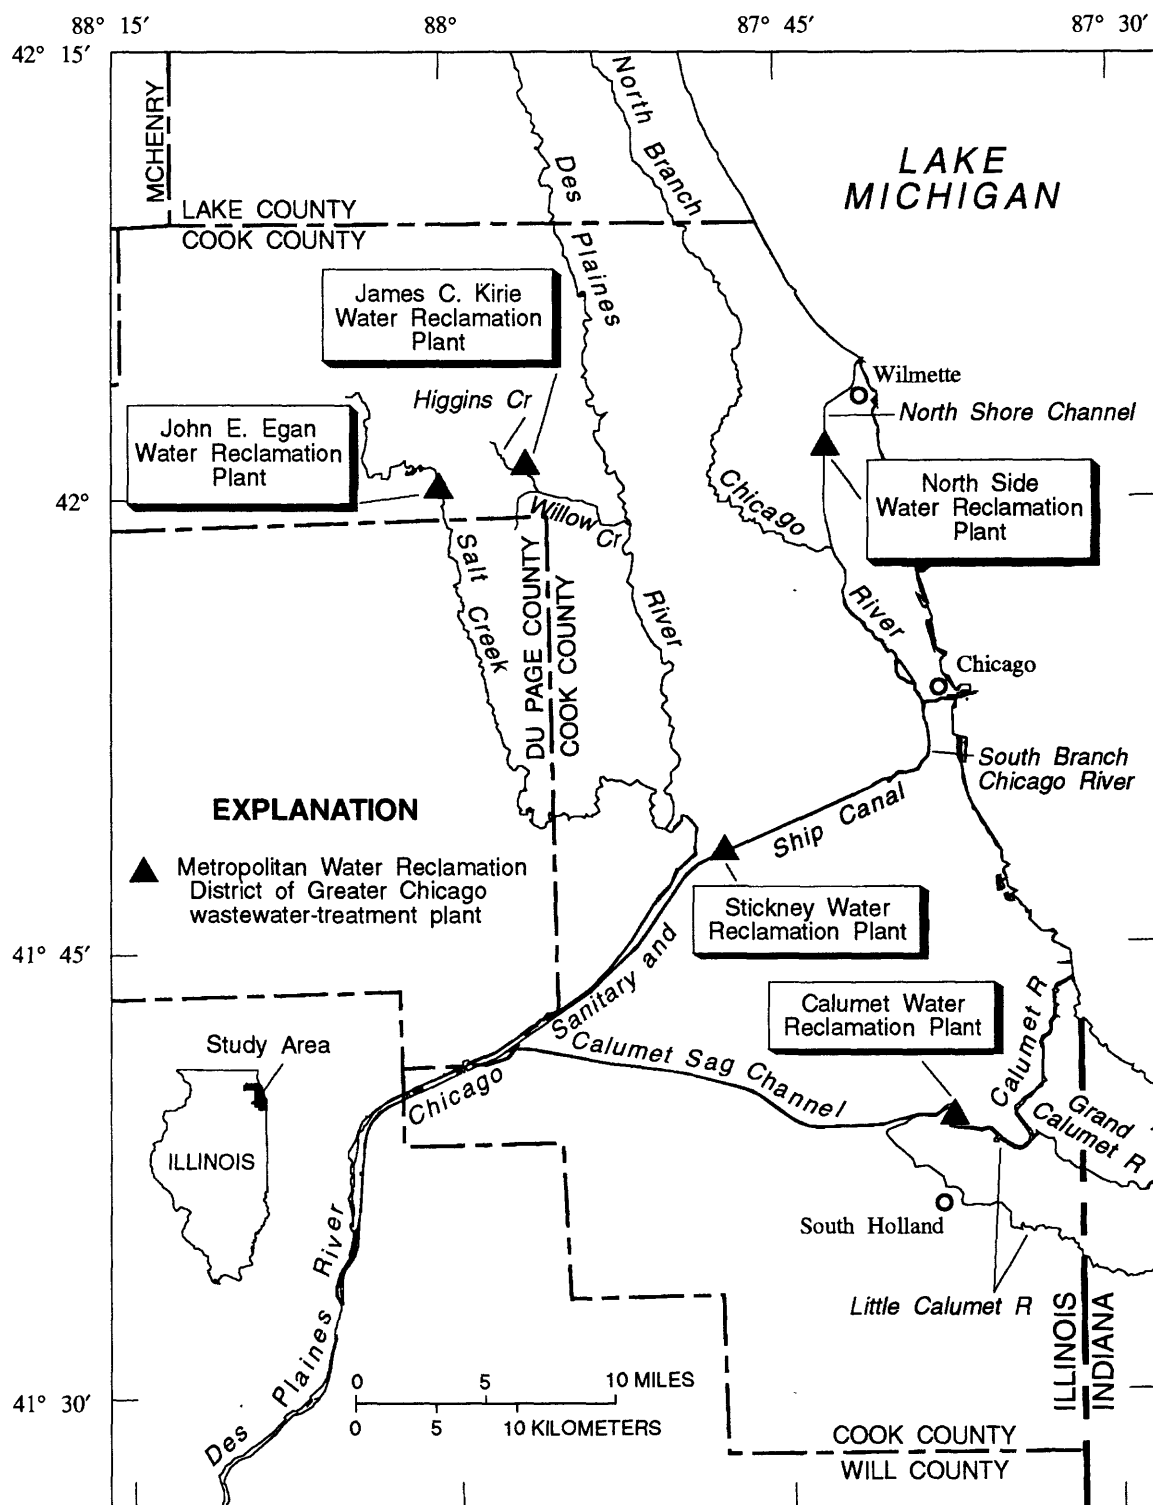 88° 15′
88°
87° 45′
87° 30′
42° 15′
MCHENRY
North Branch
Des Plaines
LAKE
MICHIGAN
LAKE COUNTY
COOK COUNTY
James C. Kirie
Water Reclamation
Plant
Higgins Cr
Wilmette
North Shore Channel
John E. Egan
Water Reclamation
Plant
North Side
Water Reclamation
Plant
42°
Willow Cr
Chicago
Salt Creek
DU PAGE COUNTY
COOK COUNTY
River
River
Chicago
South Branch
Chicago River
EXPLANATION
Ship Canal
Metropolitan Water Reclamation
District of Greater Chicago
wastewater-treatment plant
Stickney Water
Reclamation Plant
41° 45′
Sanitary and
Calumet Water
Reclamation Plant
Calumet R
Study Area
Calumet Sag Channel
Chicago
Grand
Calumet R
ILLINOIS
South Holland
River
Little Calumet R
ILLINOIS
INDIANA
Plaines
0 5 10 MILES
41° 30′
0 5 10 KILOMETERS
Des
COOK COUNTY
WILL COUNTY